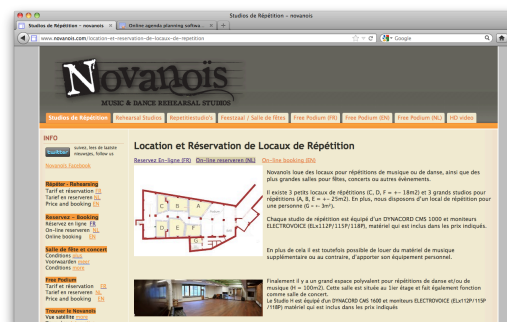 Studios de Répétition – novanois
Studios de Répétition – novanois
Online agenda planning softwa...
www.novanois.com/location-et-reservation-de-locaux-de-repetition
Google
Novanoïs
MUSIC & DANCE REHEARSAL STUDIOS
Studios de Répétition
Rehearsal Studios
Repetitiestudio's
Feestzaal / Salle de fêtes
Free Podium (FR)
Free Podium (EN)
Free Podium (NL)
HD video
INFO
twitter
suivez, lees de laatste
nieuwsjes, follow us
Novanois Facebook
Répéter - Rehearsing
Tarif et réservation FR
Tarief en reserveren NL
Price and booking EN
Reservez - Booking
Réservez en ligne FR
On-line reserveren NL
Online booking EN
Salle de fête et concert
Conditions
Voorwaarden meer
Conditions more
Free Podium
Tarif et réservation FR
Tarief en reserveren NL
Price and booking EN
Trouver le Novanois
Vue satéllite more
Location et Réservation de Locaux de Répétition
Reservez En-ligne (FR) On-line reserveren (NL) On-line booking (EN)
A
B
C
D
E
F
G
Novanois loue des locaux pour répétitions de musique ou de danse, ainsi que des
plus grandes salles pour fêtes, concerts ou autres événements.
Il existe 3 petits locaux de répétitions (C, D, F = +- 18m2) et 3 grands studios pour
répétitions (A, B, E = +- 25m2). En plus, nous disposons d'un local de répétition pour
une personne (G = +- 3m²).
Chaque studio de répétition est équipé d'un DYNACORD CMS 1000 et moniteurs
ELECTROVOICE (ELx112P/115P/118P), matériel qui est inclus dans les prix indiqués.
En plus de cela il est toutefois possible de louer du matériel de musique
supplémentaire ou au contraire, d'apporter son équipement personnel.
Finalement il y a un grand espace polyvalent pour répétitions de danse et/ou de
musique (H = 100m2). Cette salle est située au 1ier étage et fait également fonction
comme salle de concert.
Le Studio H est équipé d'un DYNACORD CMS 1600 et moniteurs ELECTROVOICE (ELx112P/115P
/118P) matériel qui est inclus dans les prix indiqués